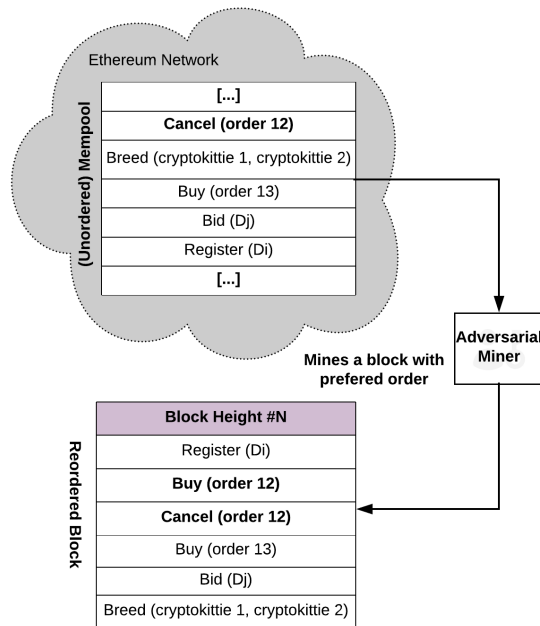 Ethereum Network
(Unordered) Mempool
[...]
Cancel (order 12)
Breed (cryptokittie 1, cryptokittie 2)
Buy (order 13)
Bid (Dj)
Register (Di)
[...]
Adversarial
Miner
Mines a block with
prefered order
Reordered Block
Block Height #N
Register (Di)
Buy (order 12)
Cancel (order 12)
Buy (order 13)
Bid (Dj)
Breed (cryptokittie 1, cryptokittie 2)